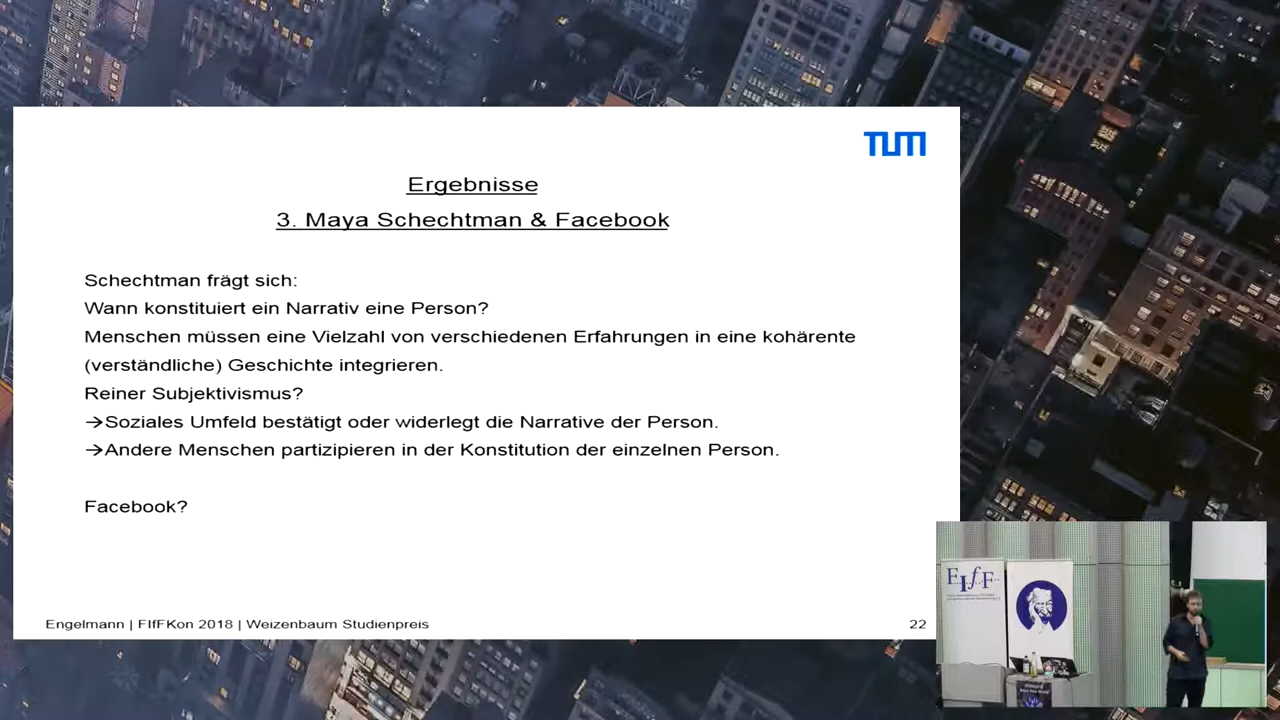 TUM
Ergebnisse
3. Maya Schechtman & Facebook
Schechtman frägt sich:
Wann konstituiert ein Narrativ eine Person?
Menschen müssen eine Vielzahl von verschiedenen Erfahrungen in eine kohärente
(verständliche) Geschichte integrieren.
Reiner Subjektivismus?
→Soziales Umfeld bestätigt oder widerlegt die Narrative der Person.
→Andere Menschen partizipieren in der Konstitution der einzelnen Person.
Facebook?
Engelmann | FIfFKon 2018 | Weizenbaum Studienpreis
22
F..I..f..F..